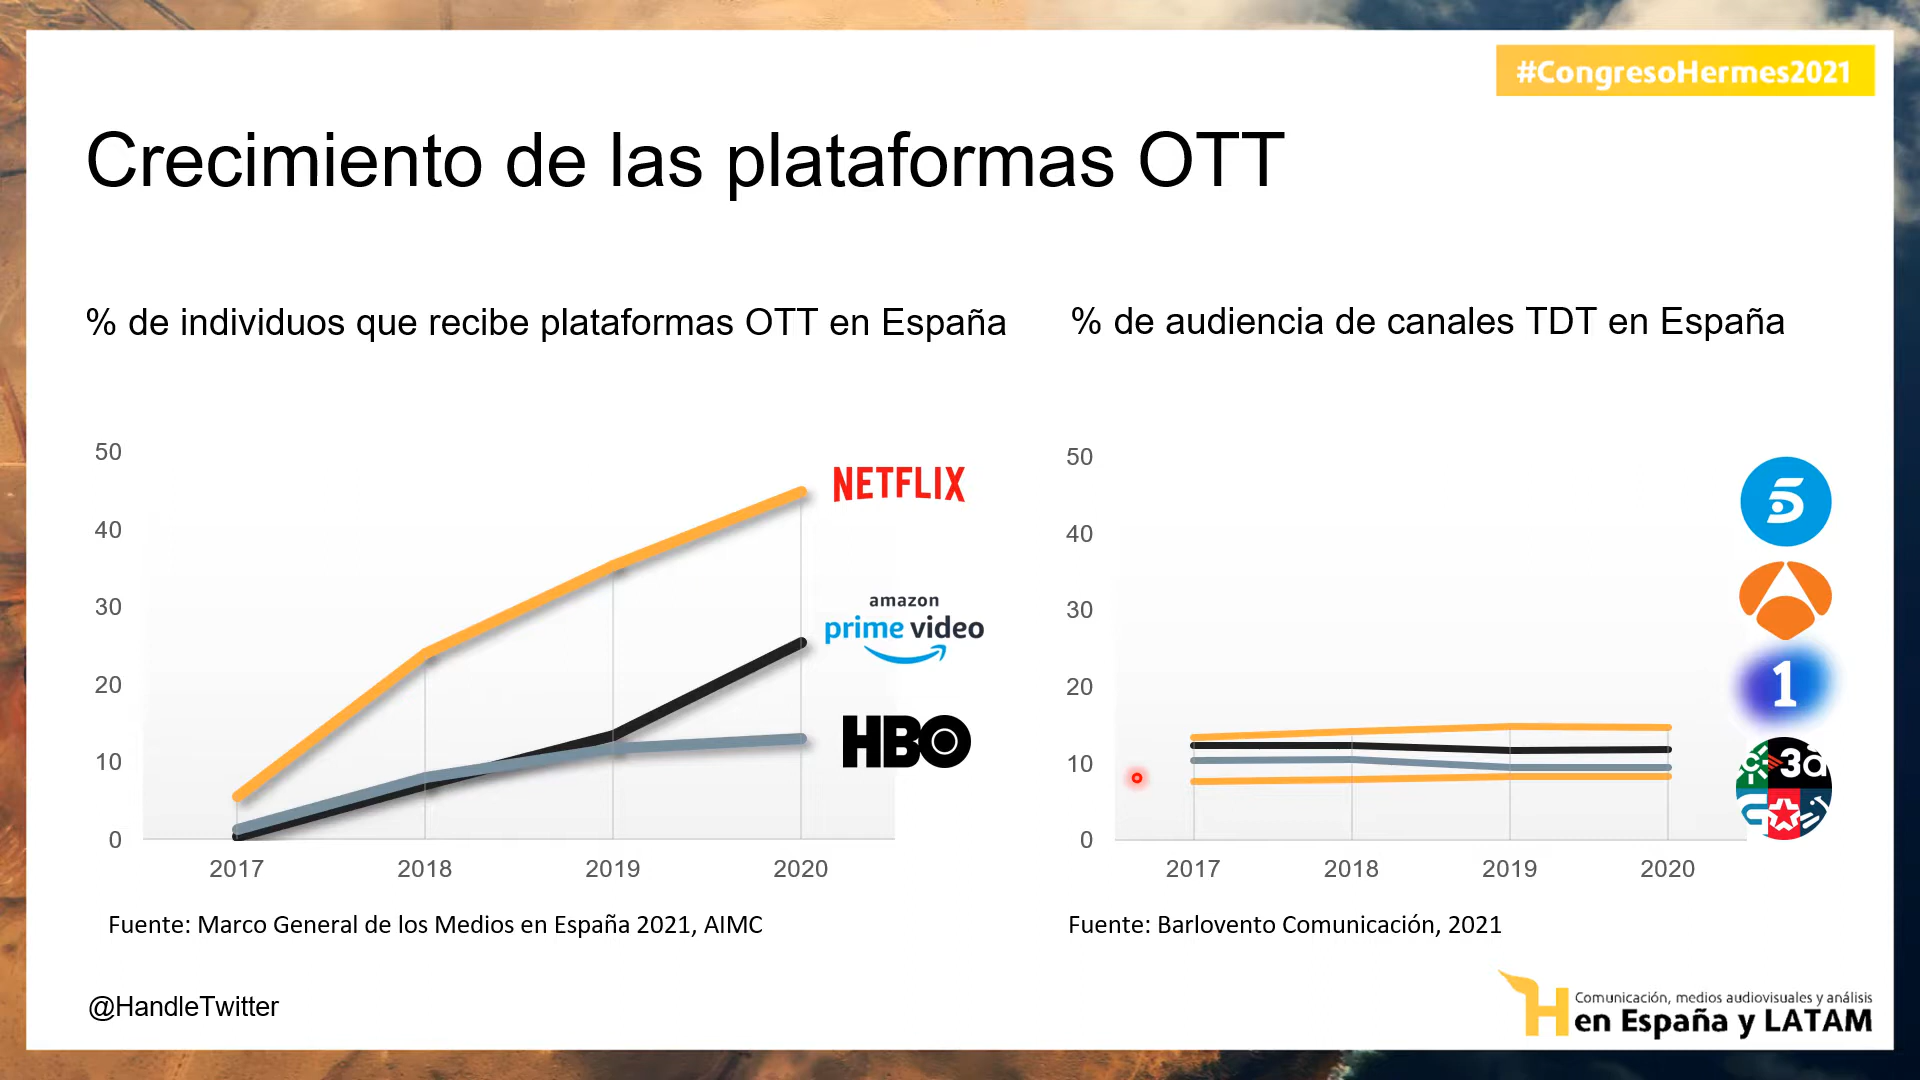 #CongresoHermes2021
Crecimiento de las plataformas OTT
% de individuos que recibe plataformas OTT en España
50
40
30
20
10
0
2017 2018 2019 2020
NETFLIX
amazon
prime video
HBO
Fuente: Marco General de los Medios en España 2021, AIMC
% de audiencia de canales TDT en España
50
40
30
20
10
0
2017 2018 2019 2020
5
1
3a
Fuente: Barlovento Comunicación, 2021
@HandleTwitter
H
Comunicación, medios audiovisuales y análisis
en España y LATAM